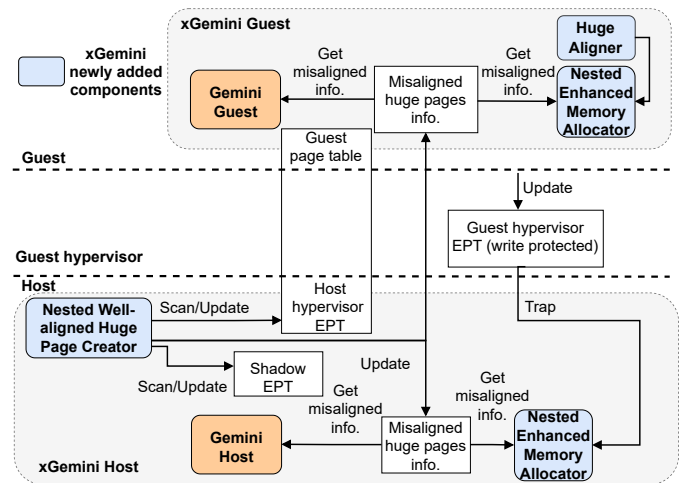 xGemini Guest
xGemini
newly added
components
Get
misaligned
info.
Get
misaligned
info.
Huge
Aligner
Gemini
Guest
Misaligned
huge pages
info.
Nested
Enhanced
Memory
Allocator
Guest
page table
Guest
Update
Guest hypervisor
EPT (write protected)
Guest hypervisor
Host
Nested Well-
aligned Huge
Page Creator
Scan/Update
Host
hypervisor
EPT
Trap
Shadow
EPT
Scan/Update
Update
Get
misaligned
info.
Get
misaligned
info.
Gemini
Host
Misaligned
huge pages
info.
Nested
Enhanced
Memory
Allocator
xGemini Host